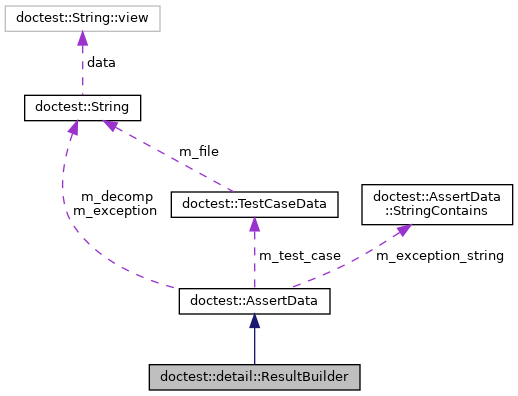 doctest::String::view
data
doctest::String
m_file
m_decomp
m_exception
doctest::TestCaseData
doctest::AssertData
::StringContains
m_test_case
m_exception_string
doctest::AssertData
doctest::detail::ResultBuilder